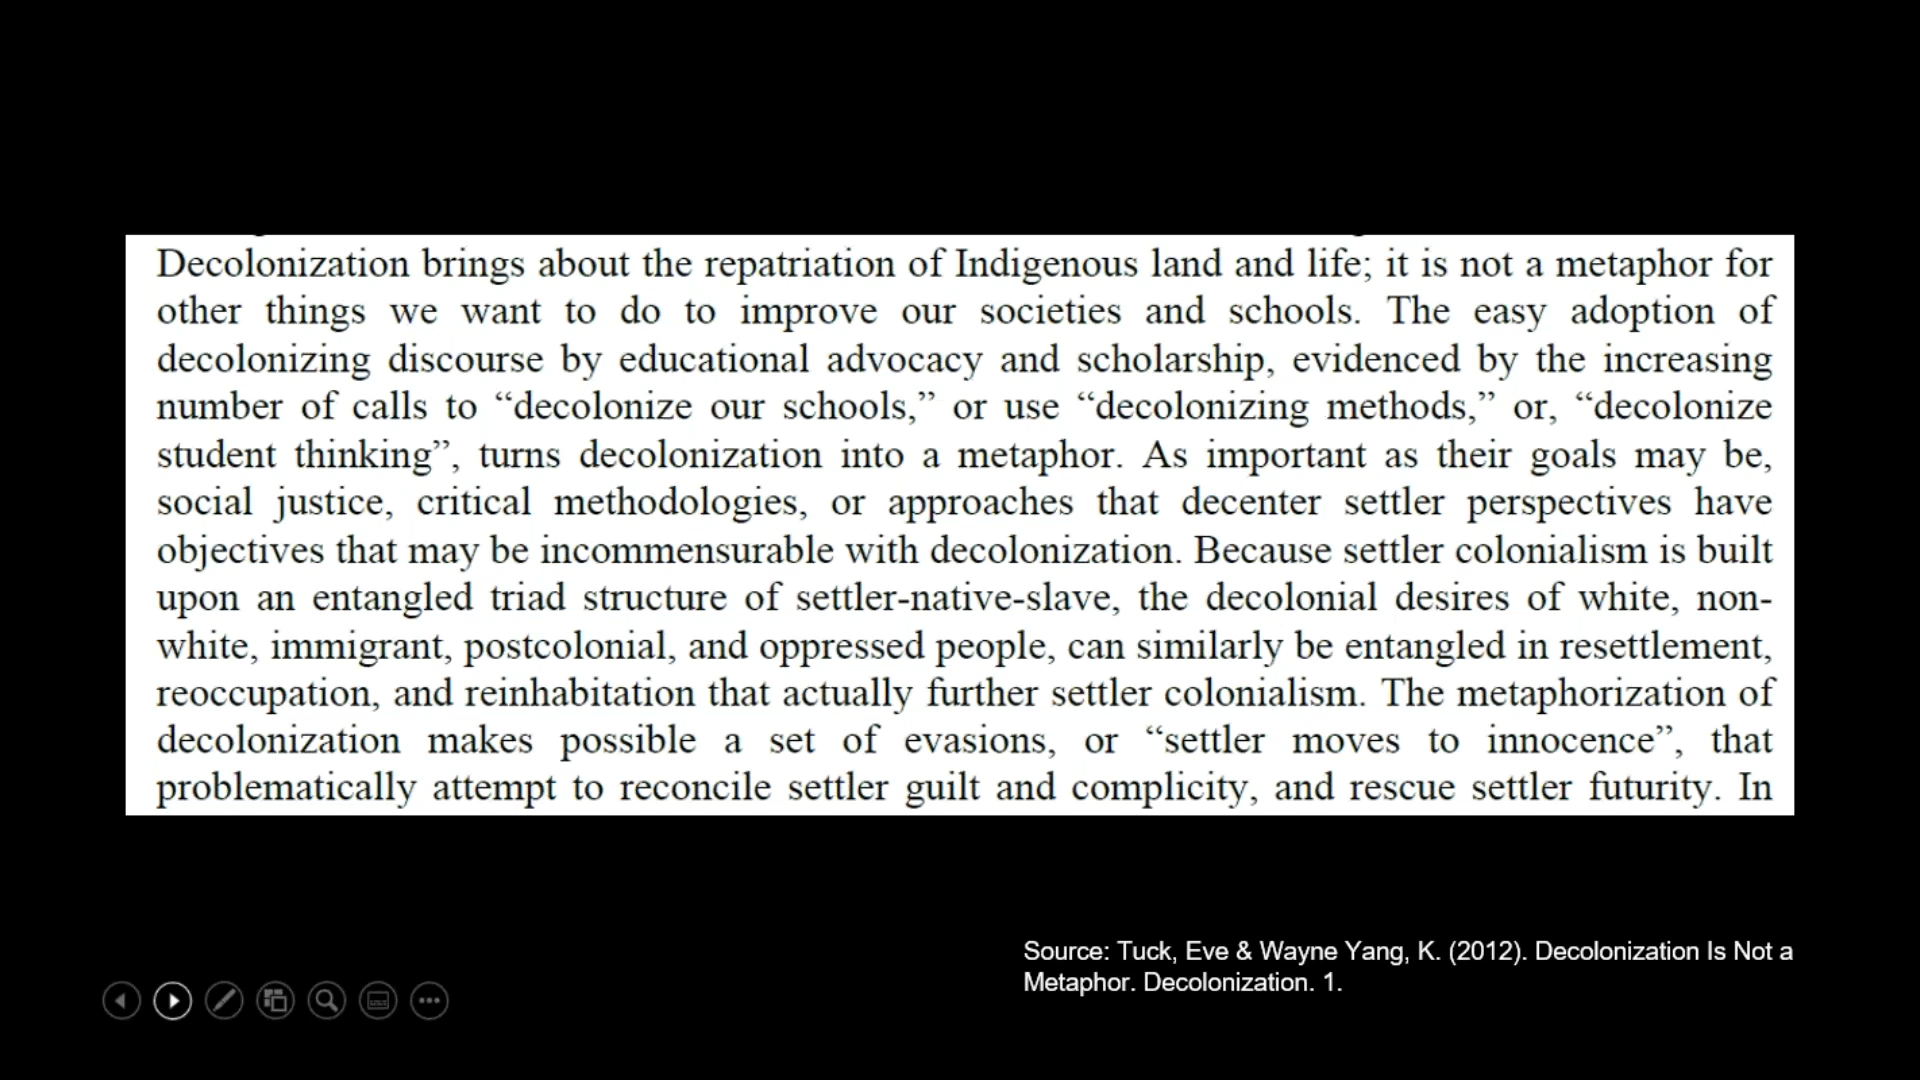 Decolonization brings about the repatriation of Indigenous land and life; it is not a metaphor for
other things we want to do to improve our societies and schools. The easy adoption of
decolonizing discourse by educational advocacy and scholarship, evidenced by the increasing
number of calls to “decolonize our schools,” or use “decolonizing methods,” or, “decolonize
student thinking”, turns decolonization into a metaphor. As important as their goals may be,
social justice, critical methodologies, or approaches that decenter settler perspectives have
objectives that may be incommensurable with decolonization. Because settler colonialism is built
upon an entangled triad structure of settler-native-slave, the decolonial desires of white, non-
white, immigrant, postcolonial, and oppressed people, can similarly be entangled in resettlement,
reoccupation, and reinhabitation that actually further settler colonialism. The metaphorization of
decolonization makes possible a set of evasions, or “settler moves to innocence”, that
problematically attempt to reconcile settler guilt and complicity, and rescue settler futurity. In
Source: Tuck, Eve & Wayne Yang, K. (2012). Decolonization Is Not a
Metaphor. Decolonization. 1.